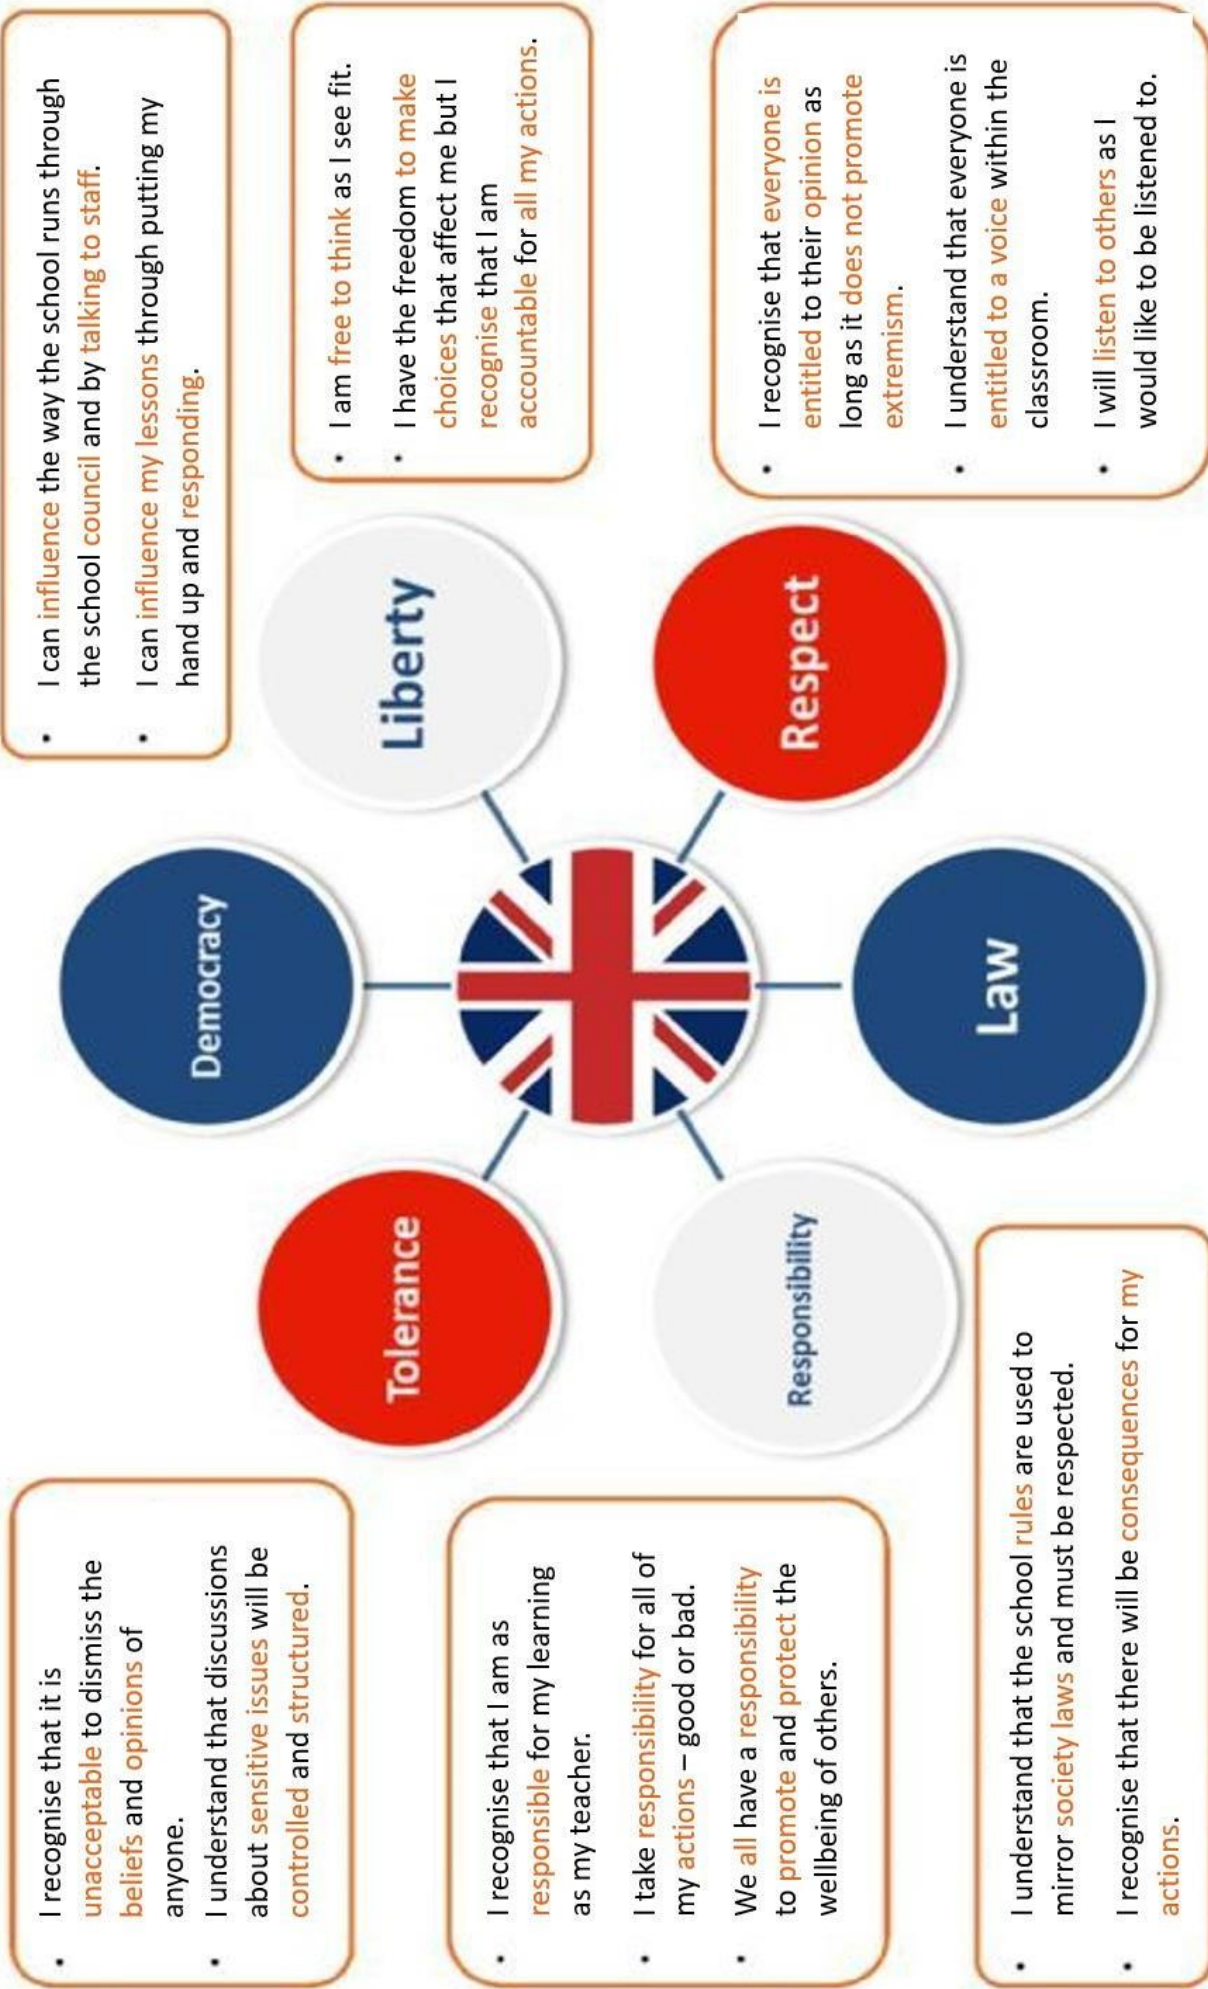 • I recognise that it is
unacceptable to dismiss the
beliefs and opinions of
anyone.
• I understand that discussions
about sensitive issues will be
controlled and structured.
Democracy
• I can influence the way the school runs through
the school council and by talking to staff.
• I can influence my lessons through putting my
hand up and responding.
Tolerance
Liberty
• I am free to think as I see fit.
• I have the freedom to make
choices that affect me but I
recognise that I am
accountable for all my actions.
• I recognise that I am as
responsible for my learning
as my teacher.
• I take responsibility for all of
my actions – good or bad.
• We all have a responsibility
to promote and protect the
wellbeing of others.
Responsibility
Respect
• I recognise that everyone is
entitled to their opinion as
long as it does not promote
extremism.
• I understand that everyone is
entitled to a voice within the
classroom.
• I will listen to others as I
would like to be listened to.
Law
• I understand that the school rules are used to
mirror society laws and must be respected.
• I recognise that there will be consequences for my
actions.